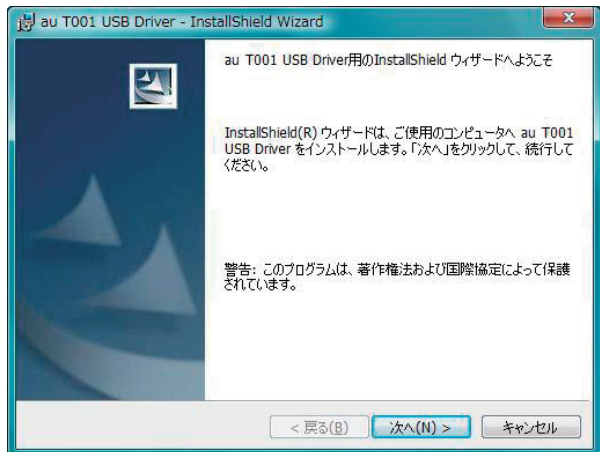 au T001 USB Driver - InstallShield Wizard
au T001 USB Driver用のInstallShield ウィザードへようこそ
InstallShield(R) ウィザードは、ご使用のコンピュータへ au T001
USB Driver をインストールします。「次へ」をクリックして、続行して
ください。
警告: このプログラムは、著作権法および国際協定によって保護
されています。
< 戻る(B)
次へ(N) >
キャンセル